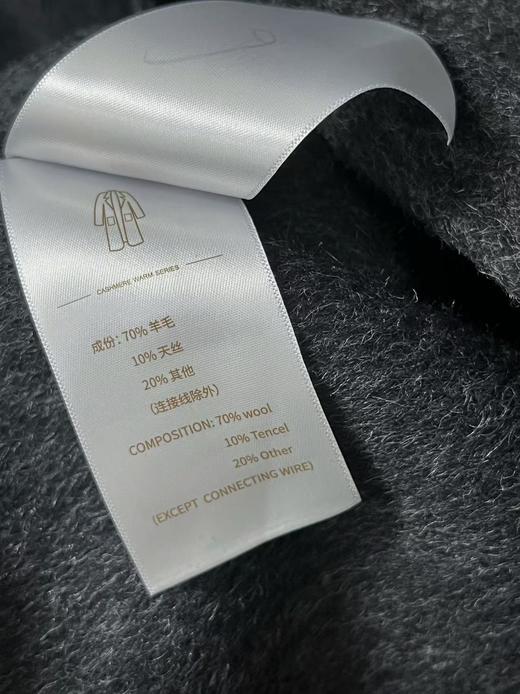 CASHMERE WARM SERIES
成份：70% 羊毛
10% 天丝
20% 其他
(连接线除外)
COMPOSITION: 70% wool
10% Tencel
20% Other
(EXCEPT CONNECTING WIRE)